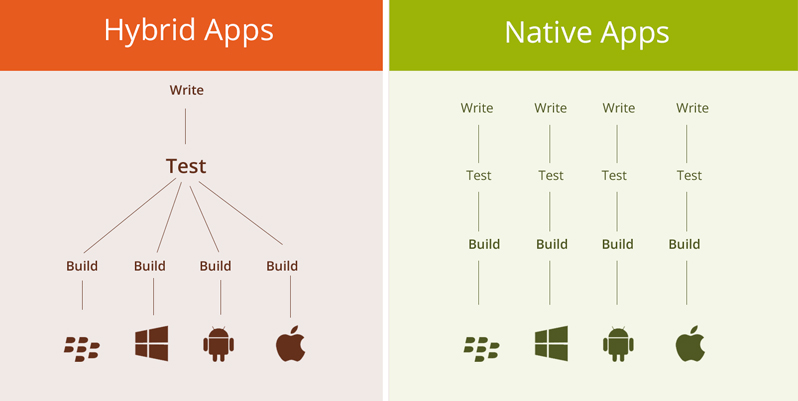 Hybrid Apps
Write
Test
Build Build Build Build
Native Apps
Write Write Write Write
Test Test Test Test
Build Build Build Build